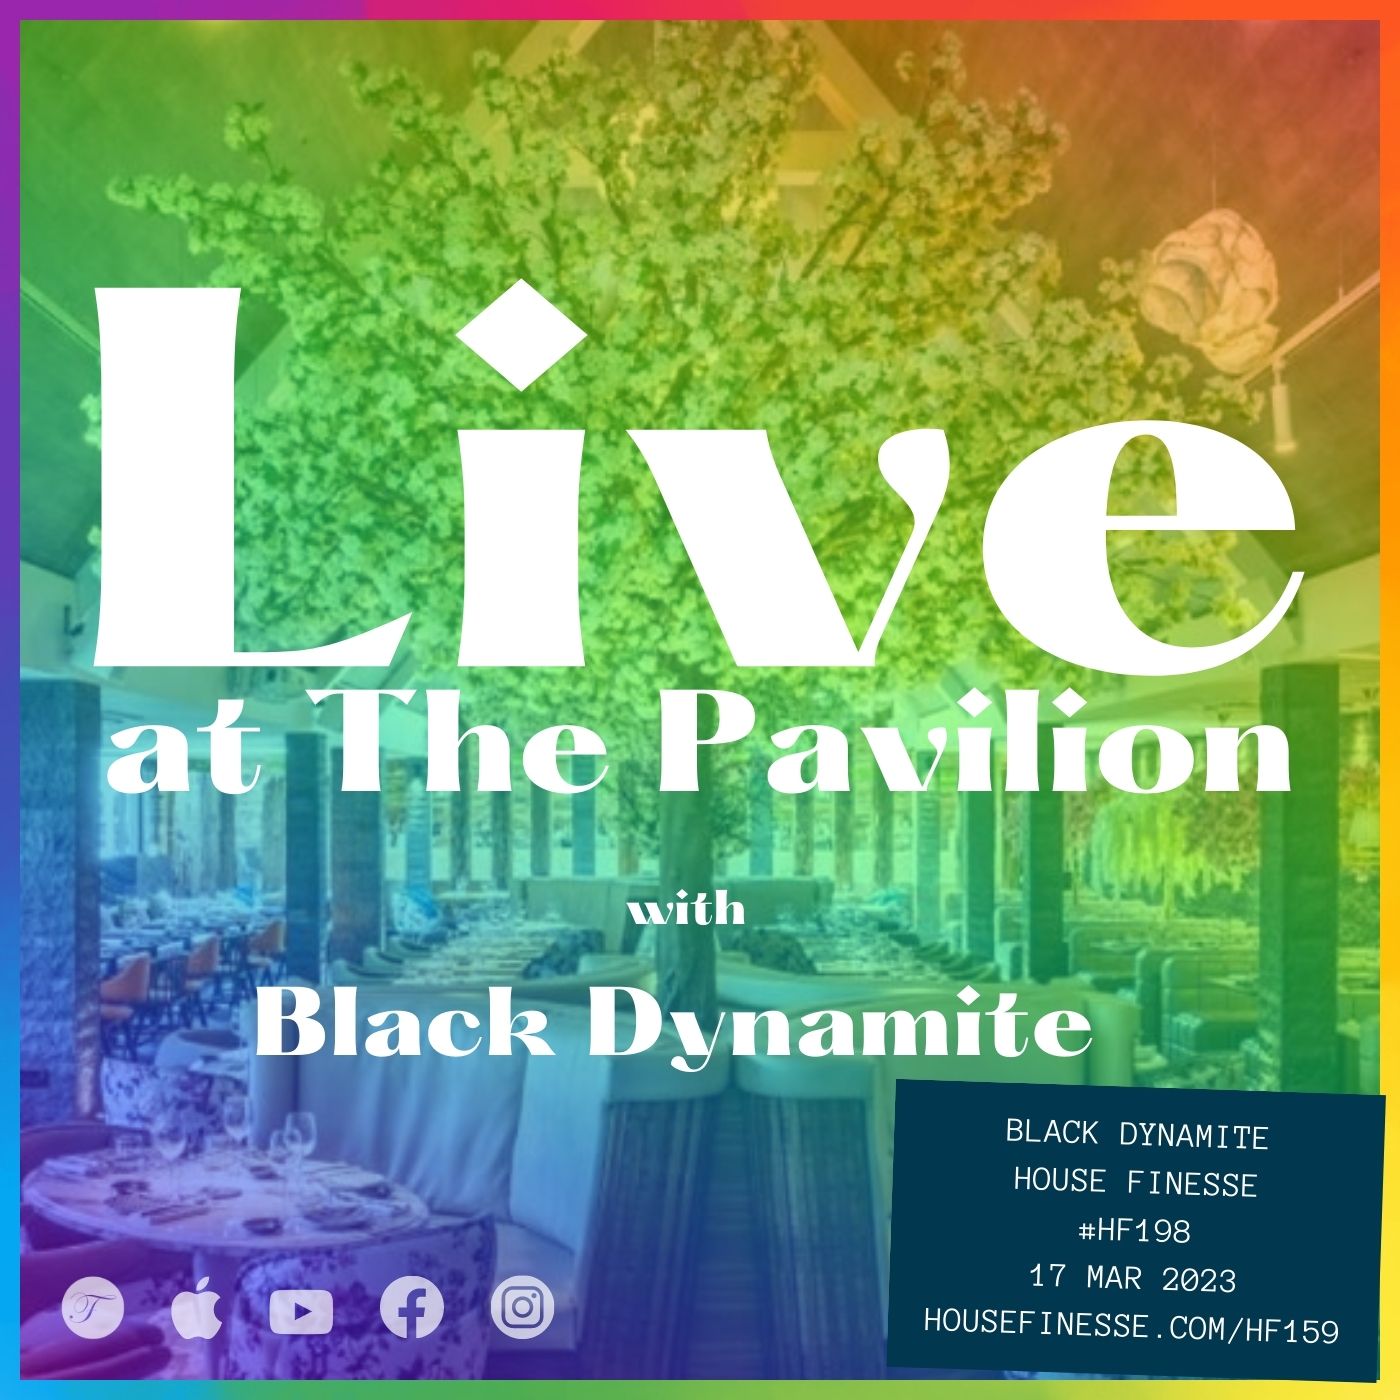 Live
at The Pavilion
with
Black Dynamite
BLACK DYNAMITE
HOUSE FINESSE
#HF198
17 MAR 2023
HOUSEFINESSE.COM/HF159